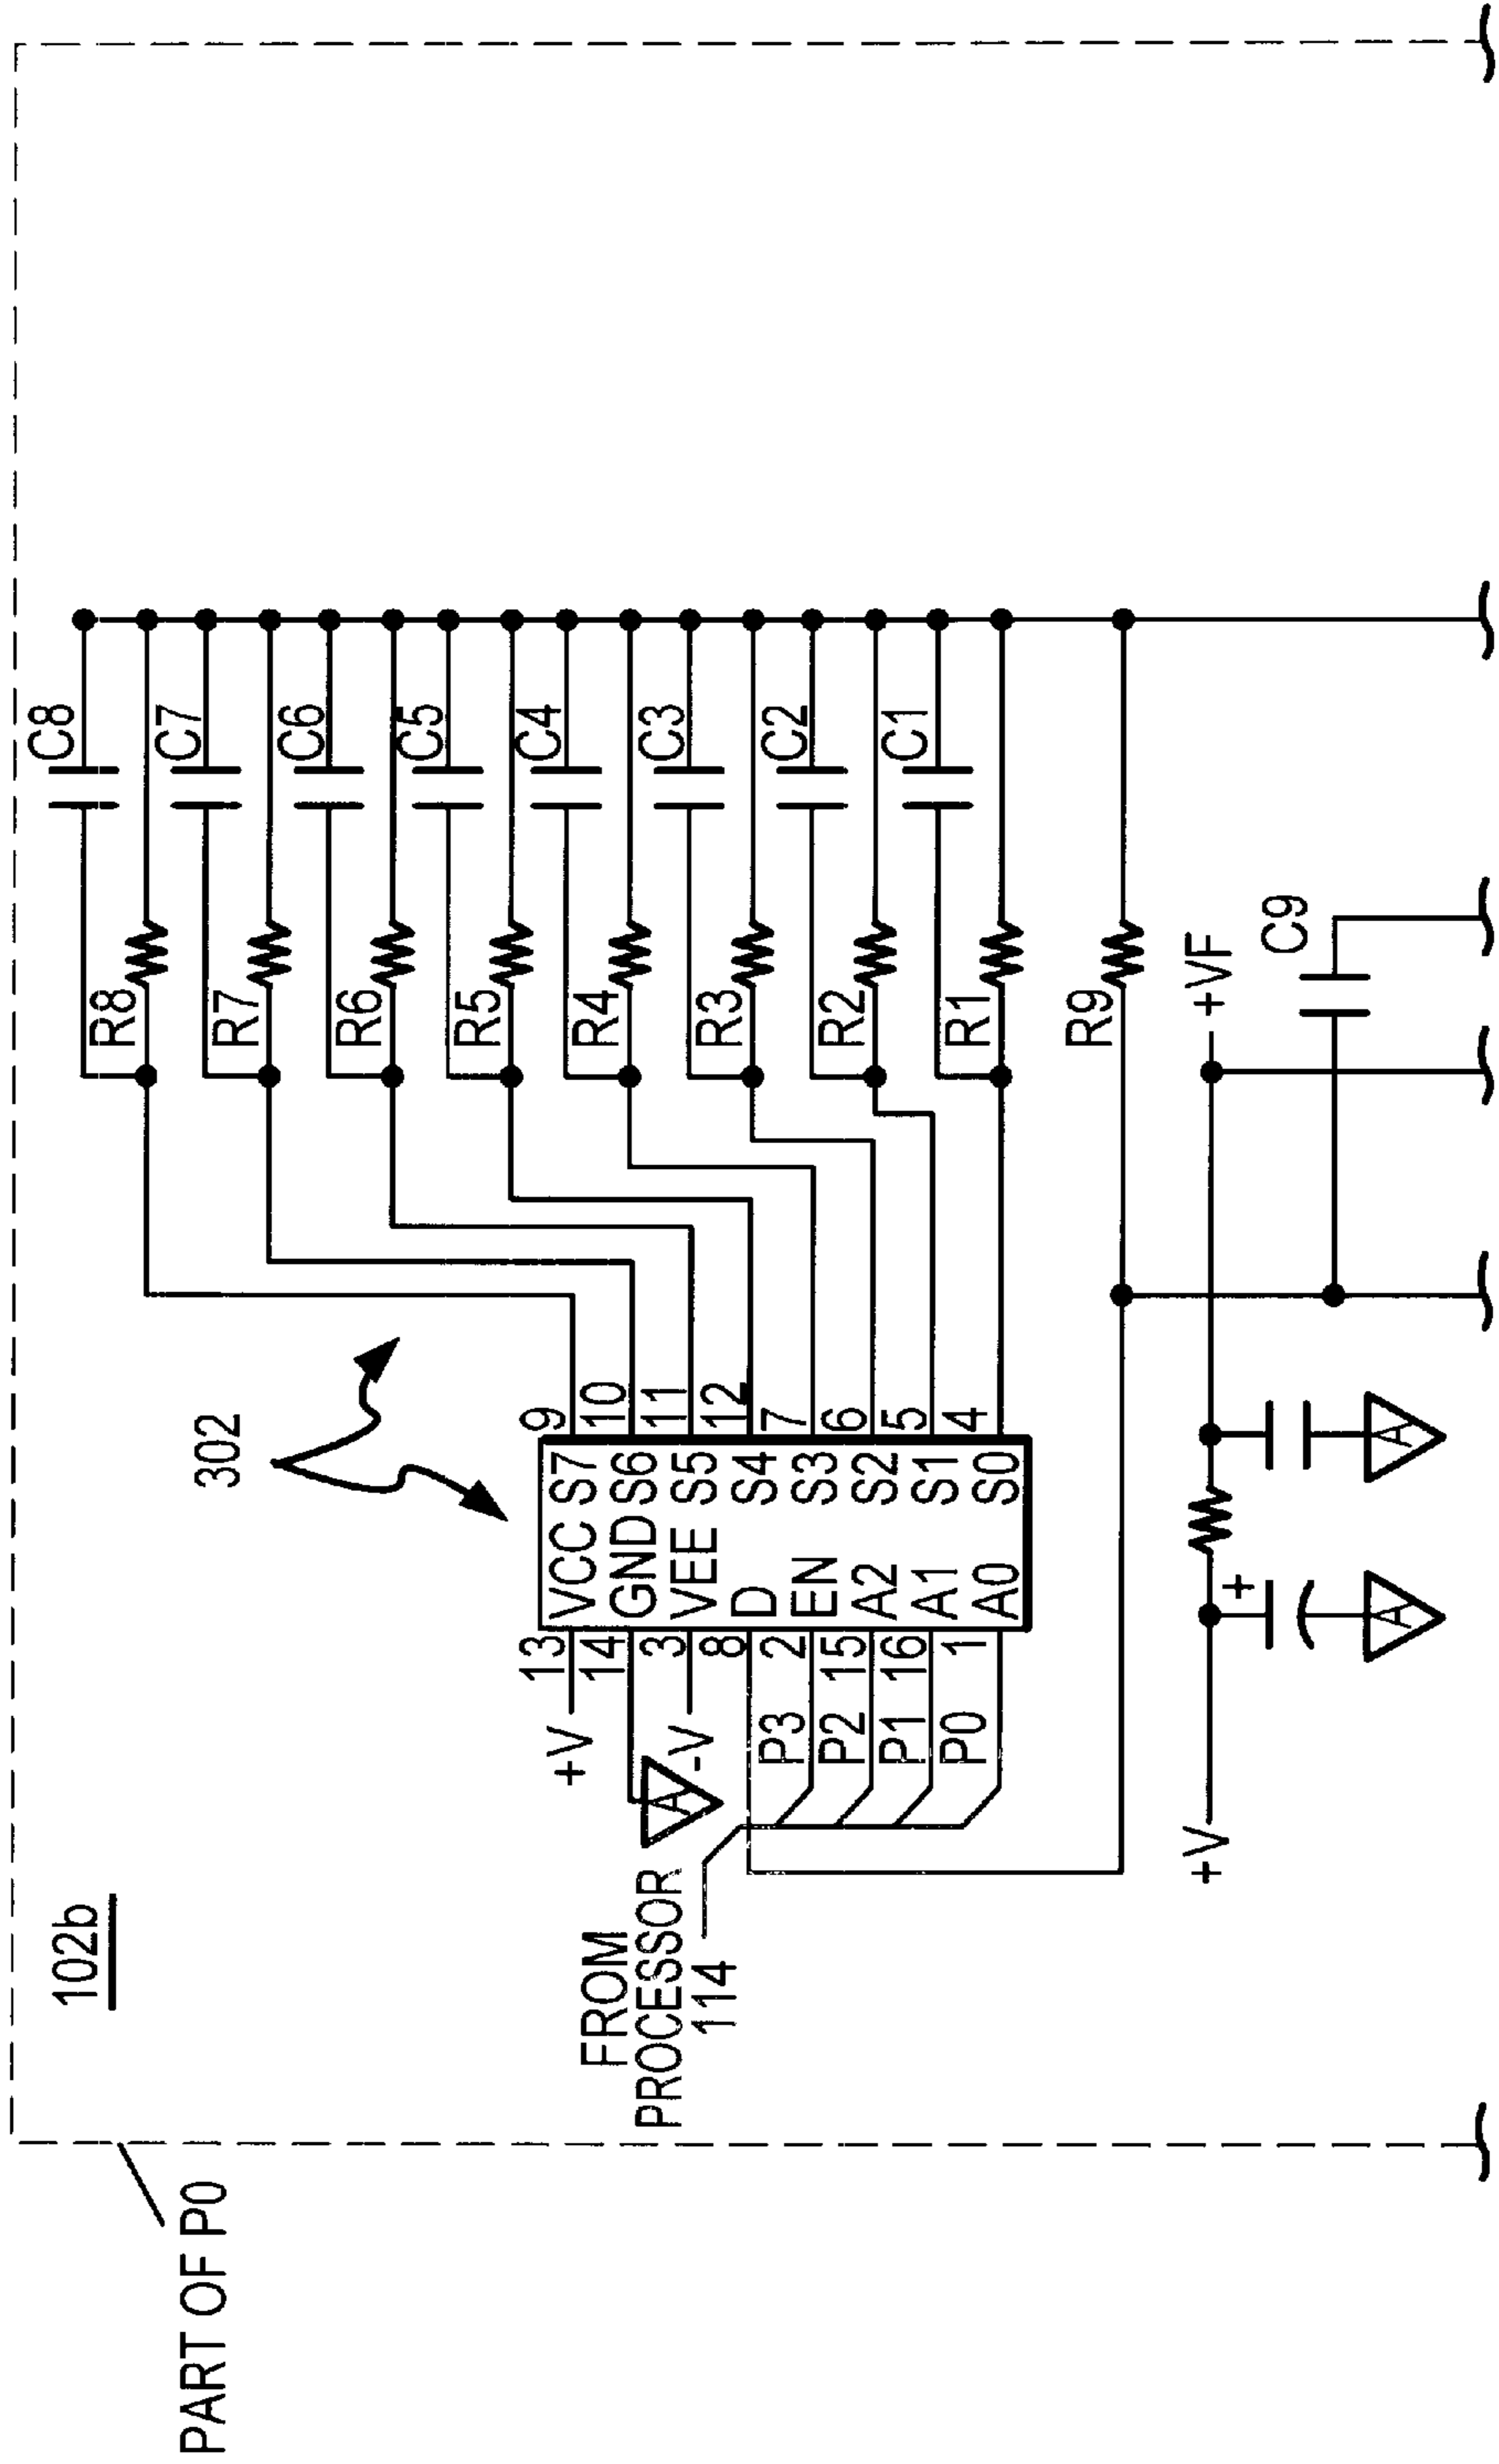 PART OF P0
102b
302
C8
R8
C7
R7
C6
R6
C5
R5
C4
R4
C3
R3
C2
R2
C1
R1
R9
FROM
PROCESSOR
114
+V
13
VCC
S7
9
14
GND
S6
10
-V
3
VEE
S5
11
8
D
S4
12
P3
2
EN
S3
7
P2
15
A2
S2
6
P1
16
A1
S1
5
P0
1
A0
S0
4
A
+V
+
+VF
C9
A
A